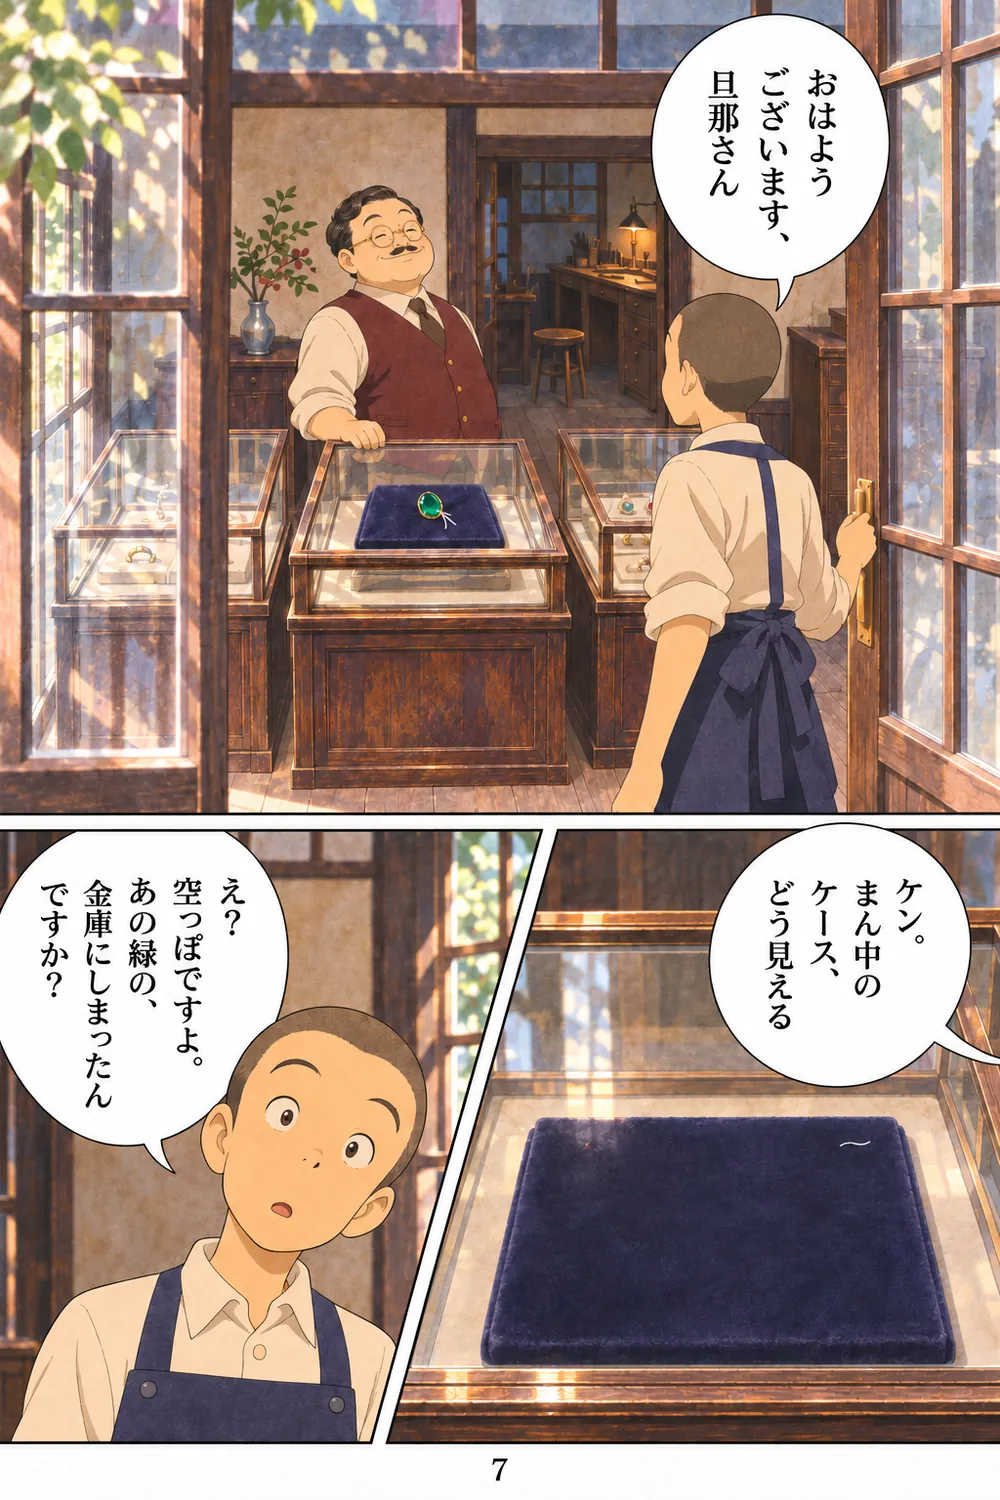 おはよう
ございます、
旦那さん
ケン。
まん中の
ケース、
どう見える
え？
空っぽですよ。
あの緑の、
金庫にしまったん
ですか？
7